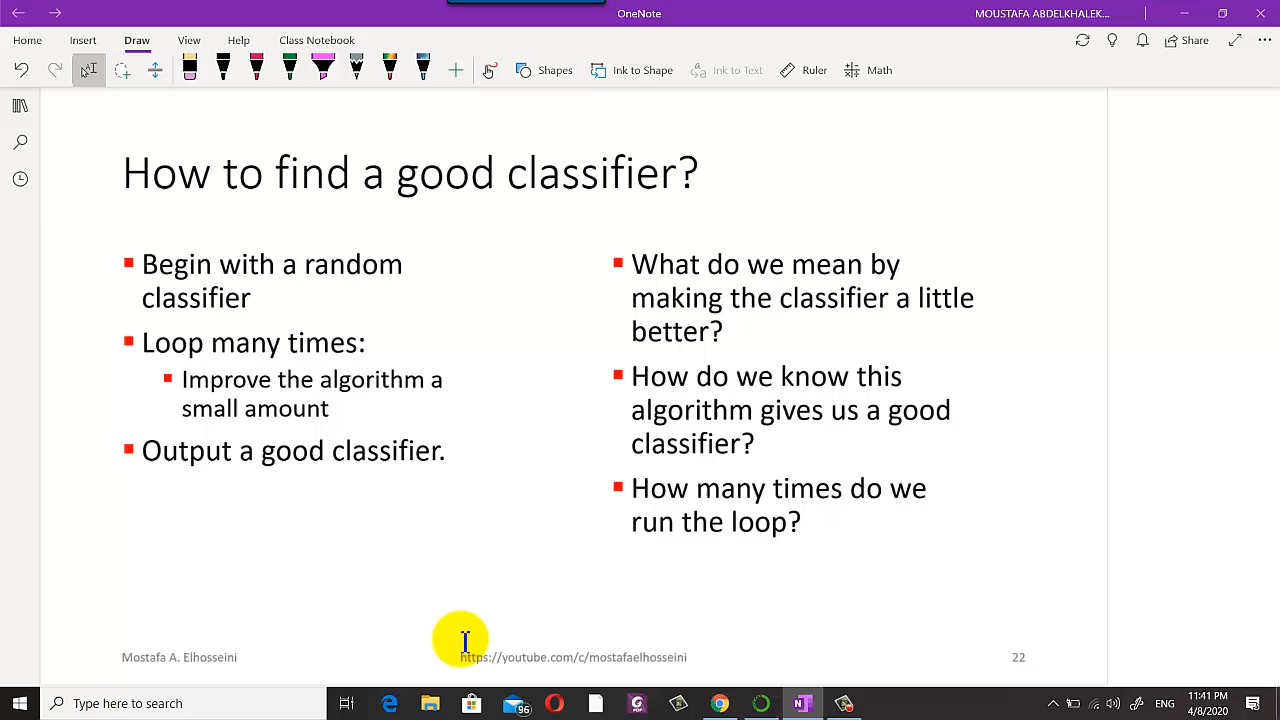 OneNote
MOUSTAFA ABDELKHALEK...
Home Insert Draw View Help Class Notebook
Share
Shapes Ink to Shape Ink to Text Ruler Math
How to find a good classifier?
Begin with a random
classifier
Loop many times:
Improve the algorithm a
small amount
Output a good classifier.
What do we mean by
making the classifier a little
better?
How do we know this
algorithm gives us a good
classifier?
How many times do we
run the loop?
Mostafa A. Elhosseini
https://youtube.com/c/mostafaelhosseini
22
Type here to search
96
ENG
11:41 PM
4/8/2020